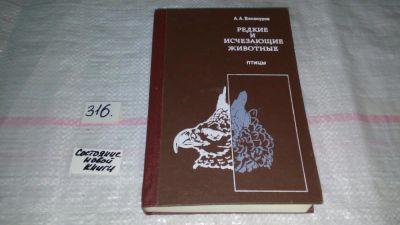 А. А. Винокуров
РЕДКИЕ
И
ИСЧЕЗАЮЩИЕ
ЖИВОТНЫЕ
ПТИЦЫ
316.
Состояние
новой
книги